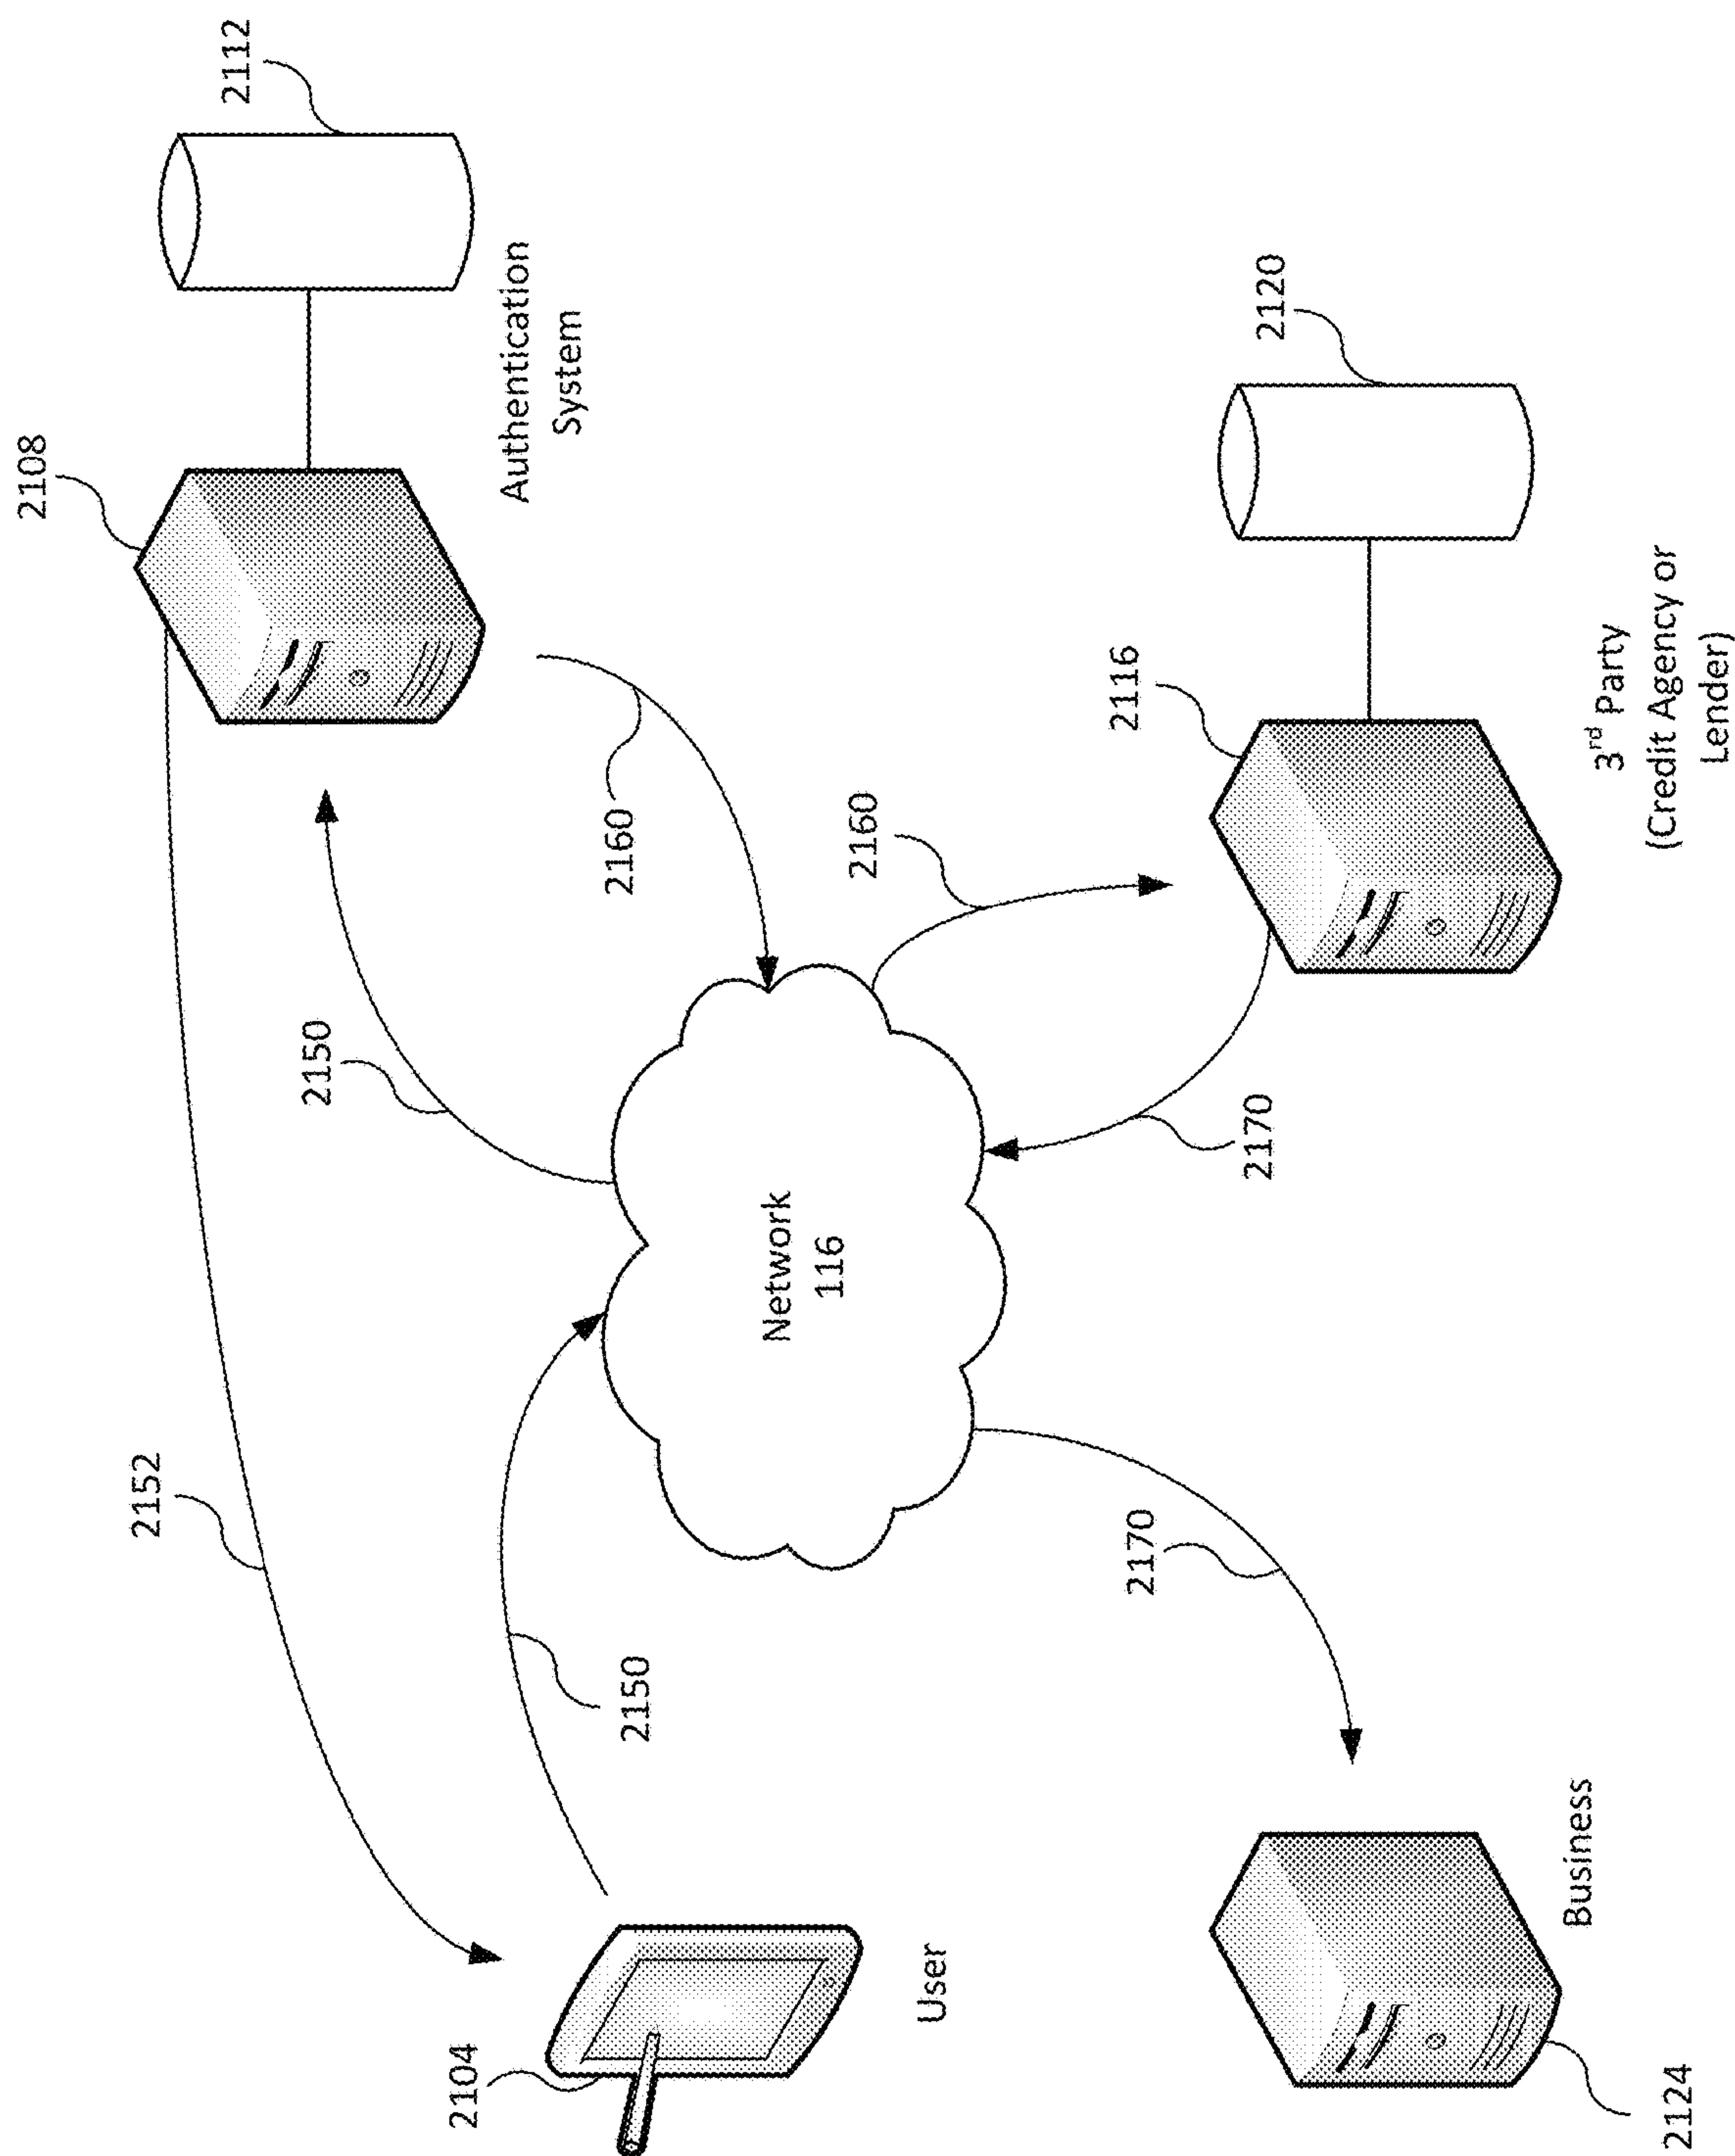 2108
2112
2152
2150
Authentication
System
2104
2150
2160
User
Network
116
2160
2116
2120
2170
2170
3rd Party
(Credit Agency or
Lender)
Business
2124